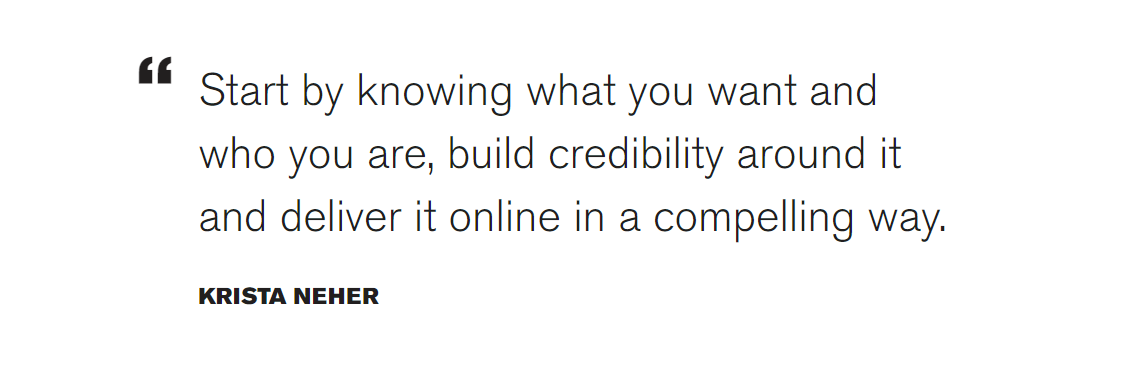 “ Start by knowing what you want and
who you are, build credibility around it
and deliver it online in a compelling way.
KRISTA NEHER